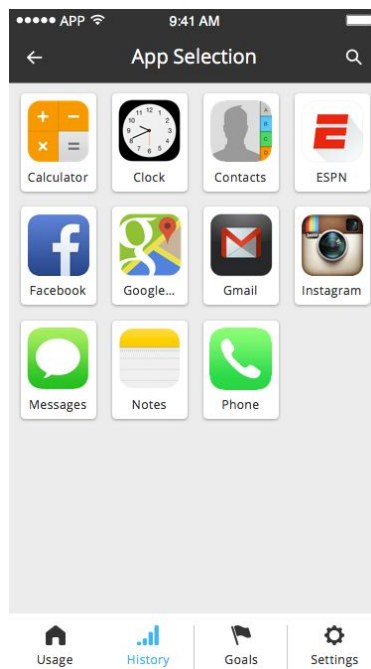 APP 9:41 AM
App Selection
Calculator Clock Contacts ESPN
Facebook Google... Gmail Instagram
Messages Notes Phone
Usage History Goals Settings